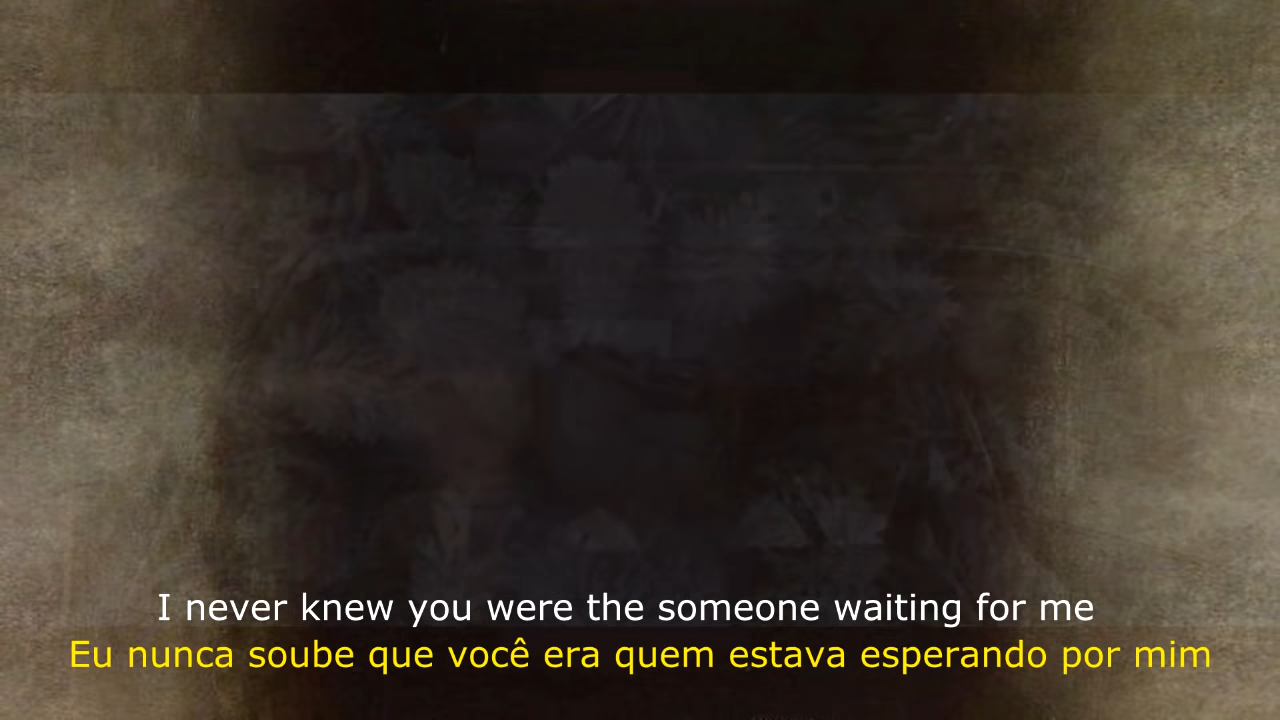 I never knew you were the someone waiting for me
Eu nunca soube que você era quem estava esperando por mim